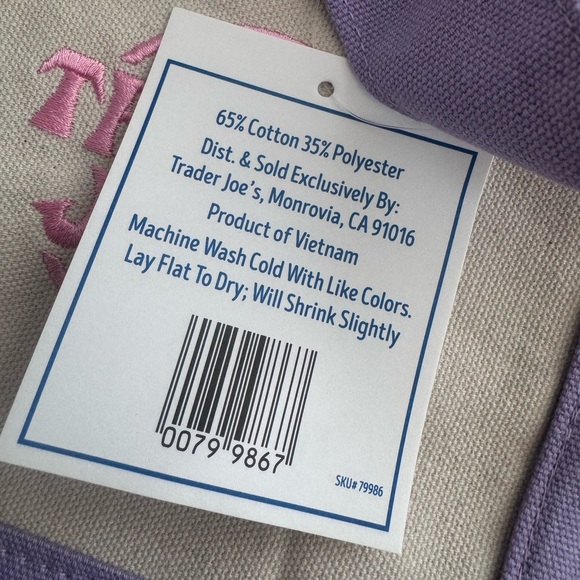 TR
J
65% Cotton 35% Polyester
Dist. & Sold Exclusively By:
Trader Joe's, Monrovia, CA 91016
Product of Vietnam
Machine Wash Cold With Like Colors.
Lay Flat To Dry; Will Shrink Slightly
0079 9867
SKU# 79986